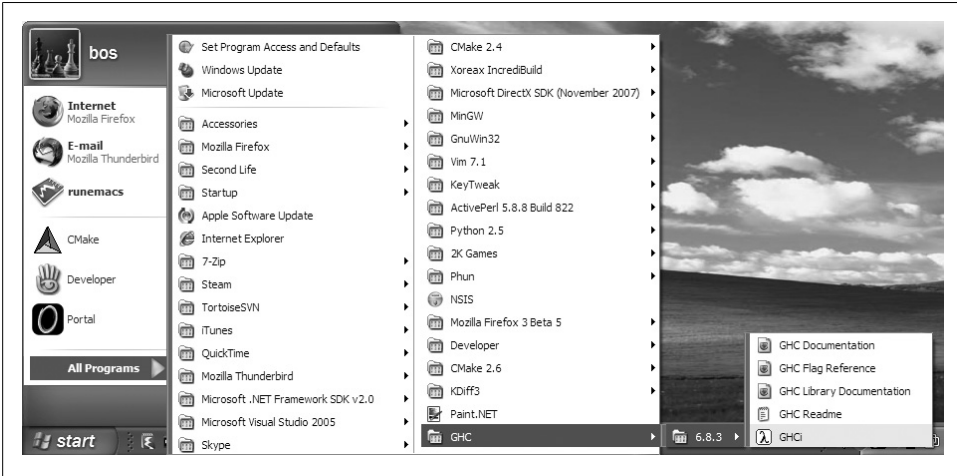 bos
Internet
Mozilla Firefox
E-mail
Mozilla Thunderbird
runemacs
CMake
Developer
Portal
All Programs
start
Set Program Access and Defaults
Windows Update
Microsoft Update
Accessories
Mozilla Firefox
Second Life
Startup
Apple Software Update
Internet Explorer
7-Zip
Steam
TortoiseSVN
iTunes
QuickTime
Mozilla Thunderbird
Microsoft .NET Framework SDK v2.0
Microsoft Visual Studio 2005
Skype
CMake 2.4
Xoreax IncrediBuild
Microsoft DirectX SDK (November 2007)
MinGW
GnuWin32
Vim 7.1
KeyTweak
ActivePerl 5.8.8 Build 822
Python 2.5
2K Games
Phun
NSIS
Mozilla Firefox 3 Beta 5
Developer
CMake 2.6
KDiff3
Paint.NET
GHC
6.8.3
GHC Documentation
GHC Flag Reference
GHC Library Documentation
GHC Readme
λ GHCi